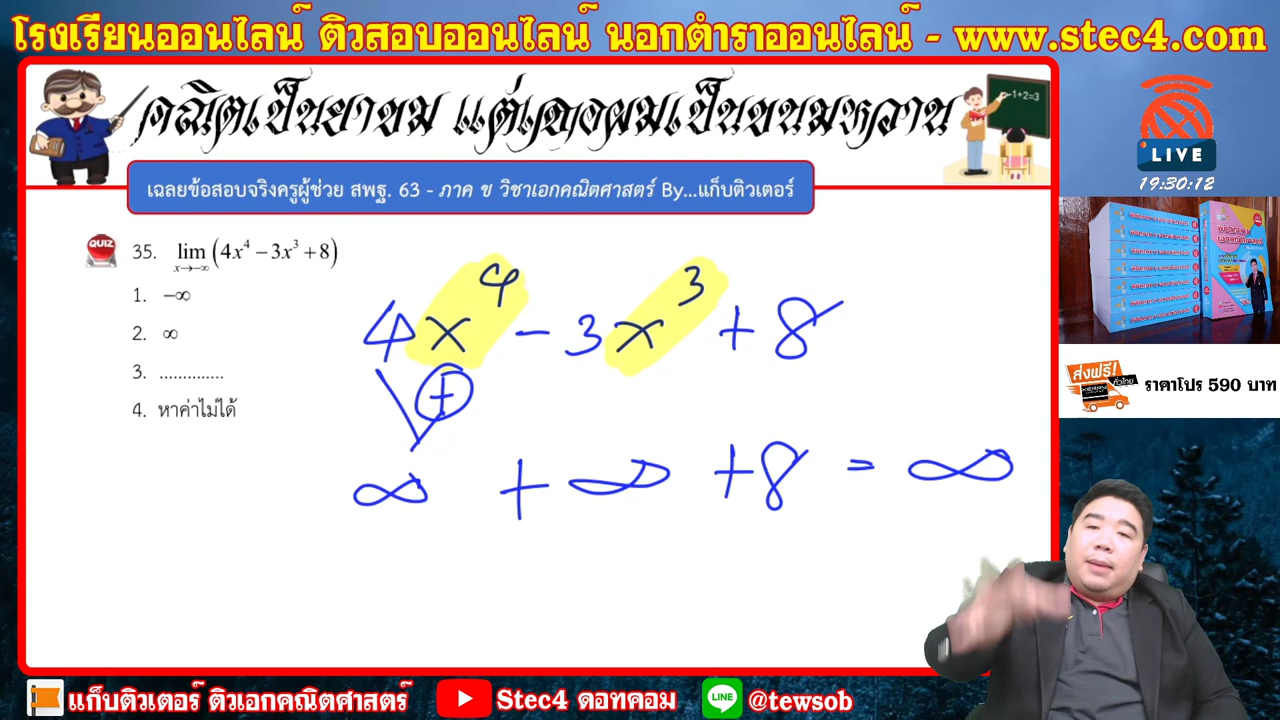 โรงเรียนออนไลน์ ติวสอบออนไลน์ นอกตำราออนไลน์ - www.stec4.com
คณิตเป็นยาขม แต่เจอผมเป็นขนมหวาน
-1+2=3
เฉลยข้อสอบจริงครูผู้ช่วย สพฐ. 63 - ภาค ข วิชาเอกคณิตศาสตร์ By...แก็บติวเตอร์
LIVE
19:30:12
QUIZ
35. lim x→-∞ (4x⁴ − 3x³ + 8)
1. −∞
2. ∞
3. ..............
4. หาค่าไม่ได้
4x⁴ − 3x³ + 8
+
∞ + ∞ + 8 = ∞
ส่งฟรี!
ทั่วไทย
ราคาโปร 590 บาท
แก็บติวเตอร์ ติวเอกคณิตศาสตร์
Stec4 ดอทคอม
LINE
@tewsob